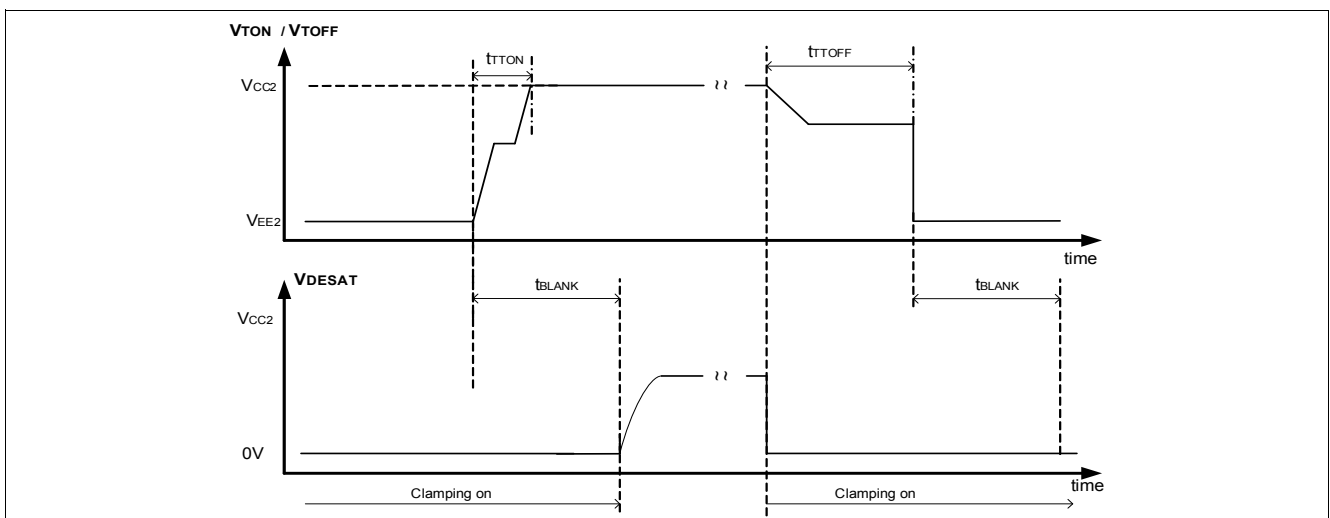 VTON / VTOFF
tTTON
tTTOFF
VCC2
VEE2
time
VDESAT
tBLANK
tBLANK
VCC2
0V
time
Clamping on
Clamping on